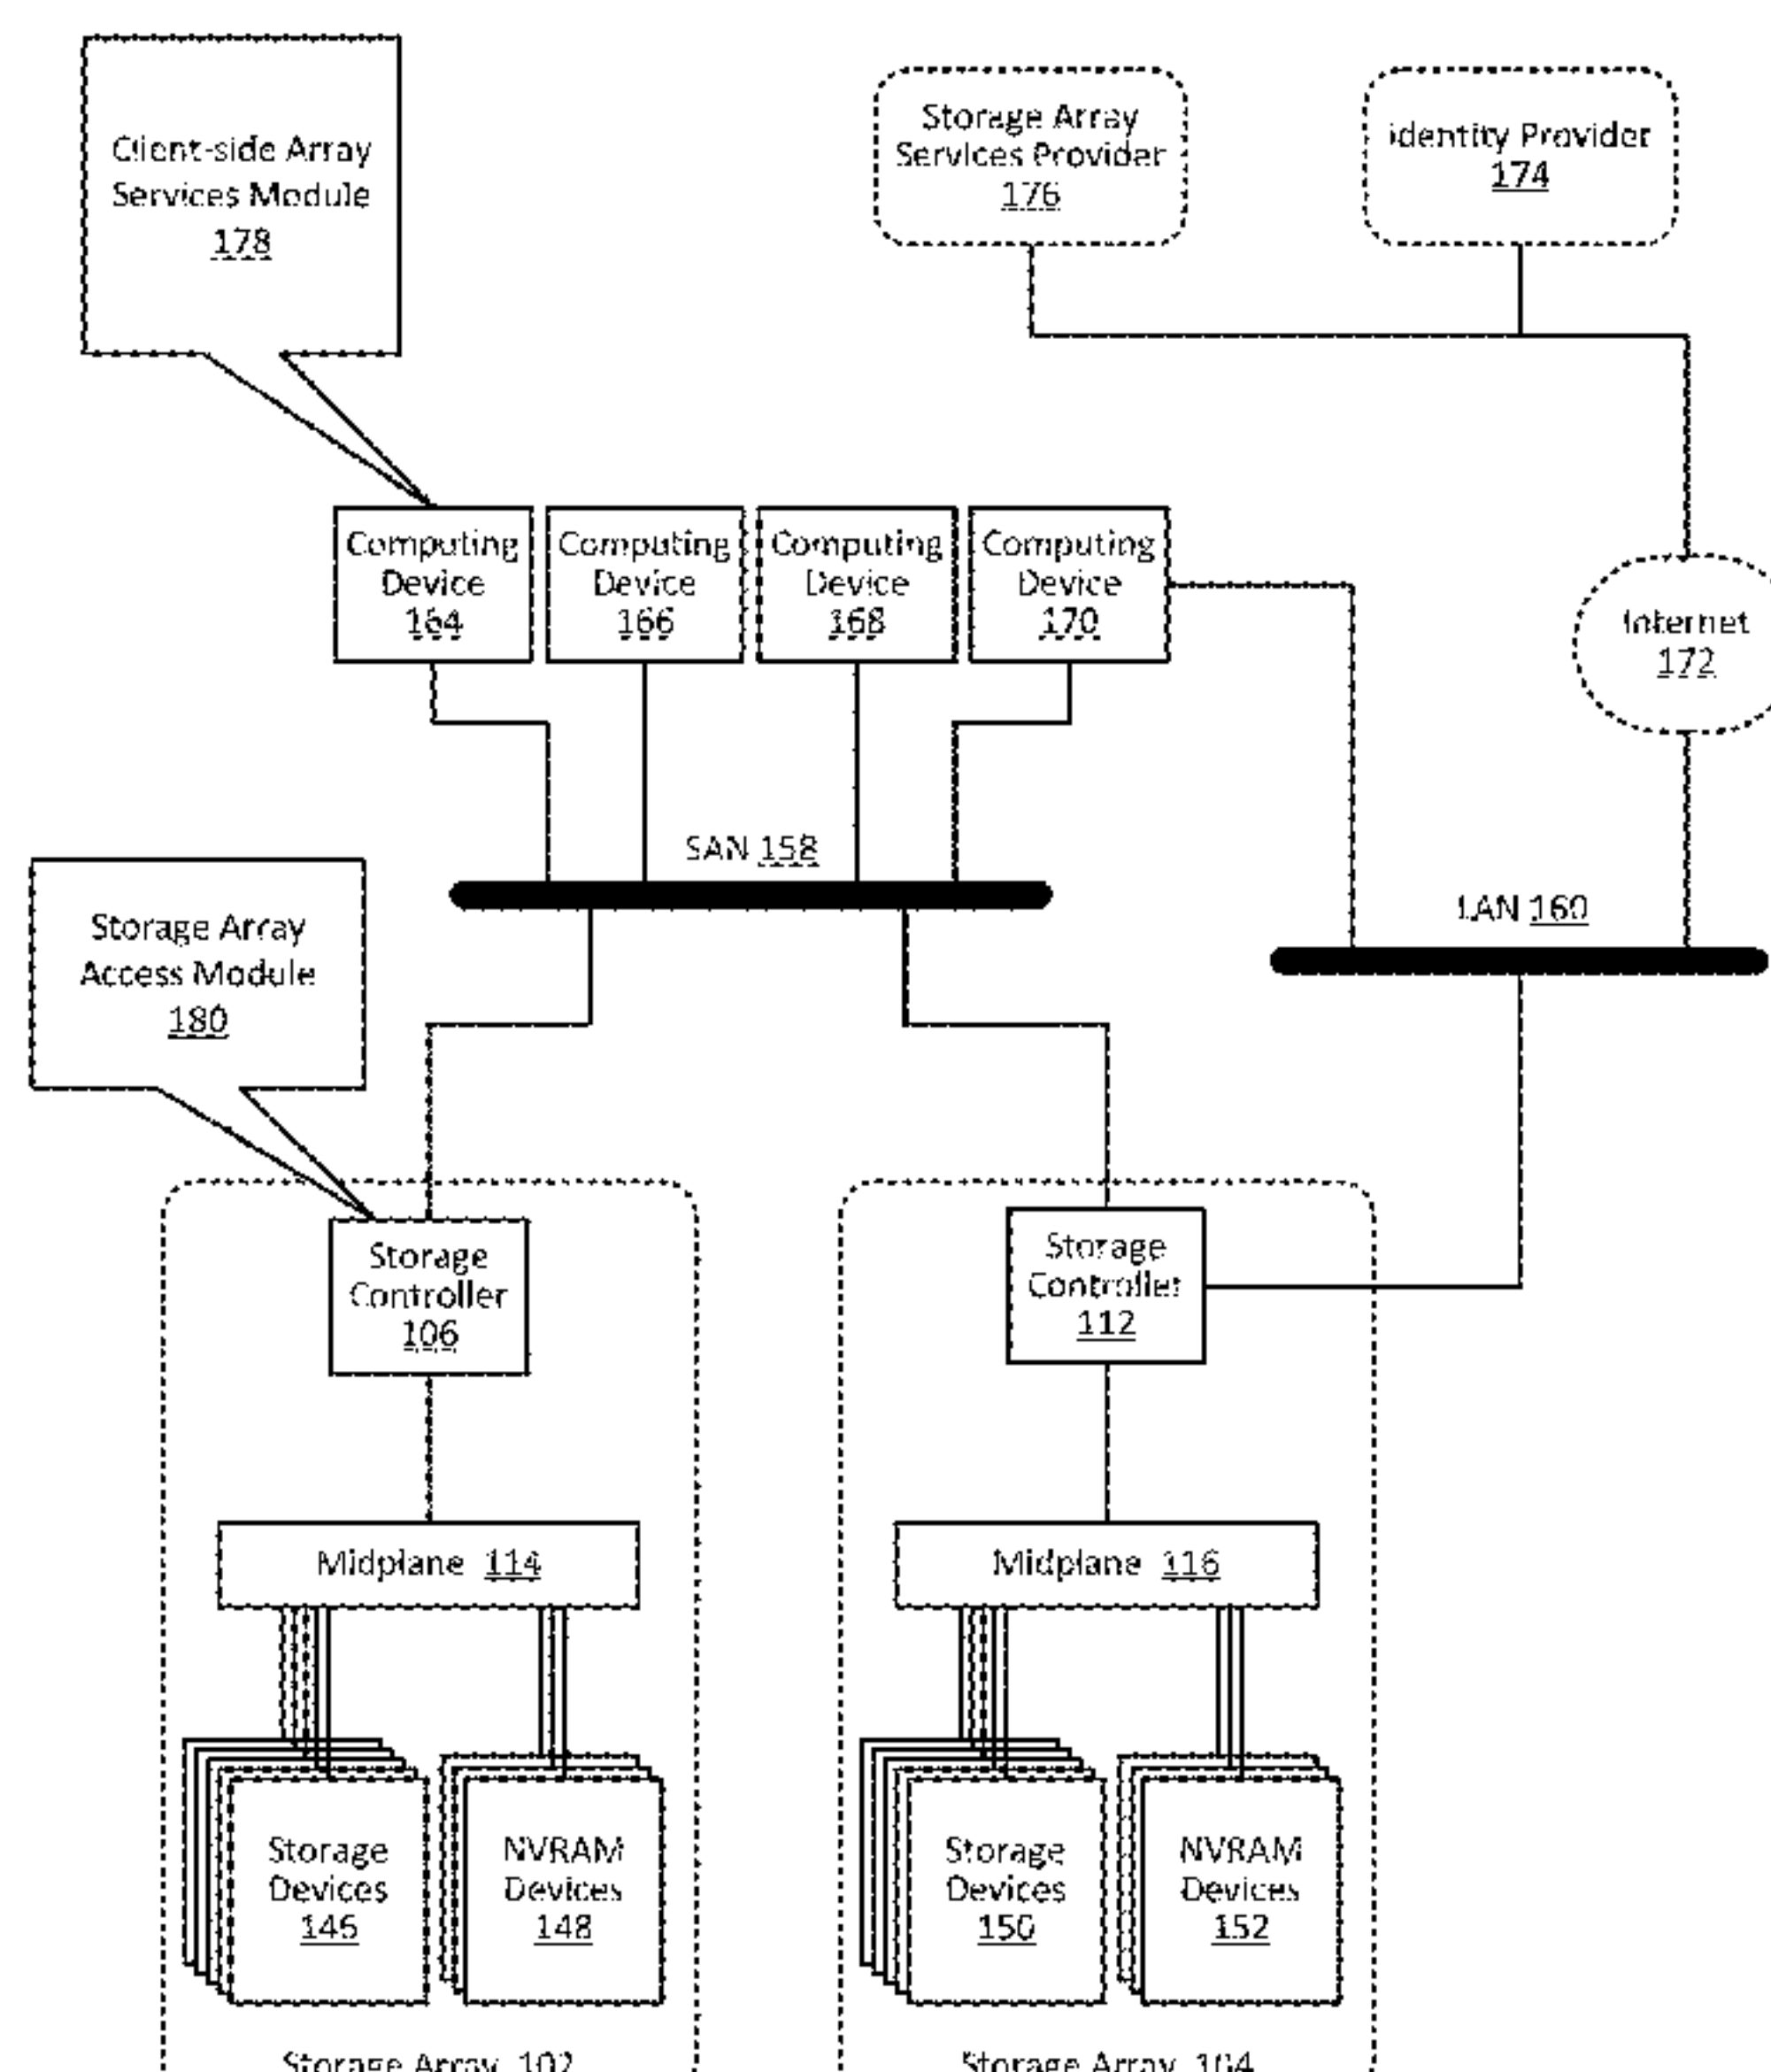 Client-side Array
Services Module
178
Storage Array
Services Provider
176
Identity Provider
174
Computing
Device
164
Computing
Device
166
Computing
Device
168
Computing
Device
170
Internet
172
SAN 158
LAN 160
Storage Array
Access Module
180
Storage
Controller
106
Storage
Controller
112
Midplane 114
Midplane 116
Storage
Devices
146
NVRAM
Devices
148
Storage
Devices
150
NVRAM
Devices
152
Storage Array 102
Storage Array 104